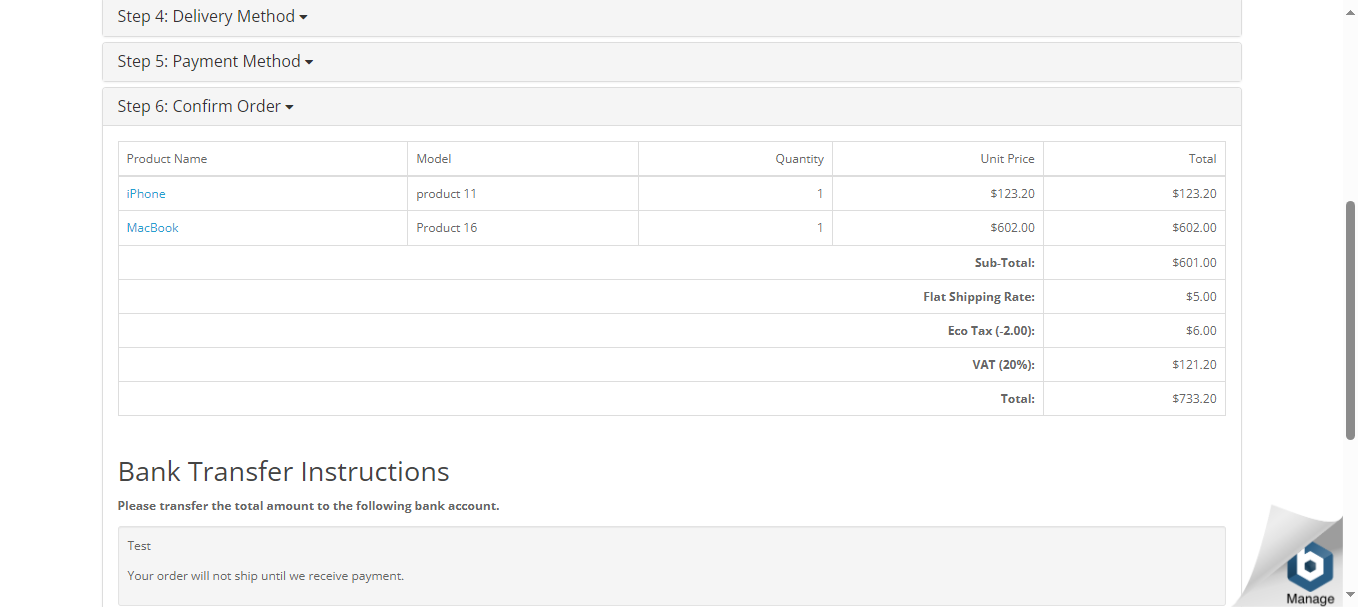 Step 4: Delivery Method
Step 5: Payment Method
Step 6: Confirm Order
Product Name Model Quantity Unit Price Total
iPhone product 11 1 $123.20 $123.20
MacBook Product 16 1 $602.00 $602.00
Sub-Total: $601.00
Flat Shipping Rate: $5.00
Eco Tax (-2.00): $6.00
VAT (20%): $121.20
Total: $733.20
Bank Transfer Instructions
Please transfer the total amount to the following bank account.
Test
Your order will not ship until we receive payment.
b
Manage